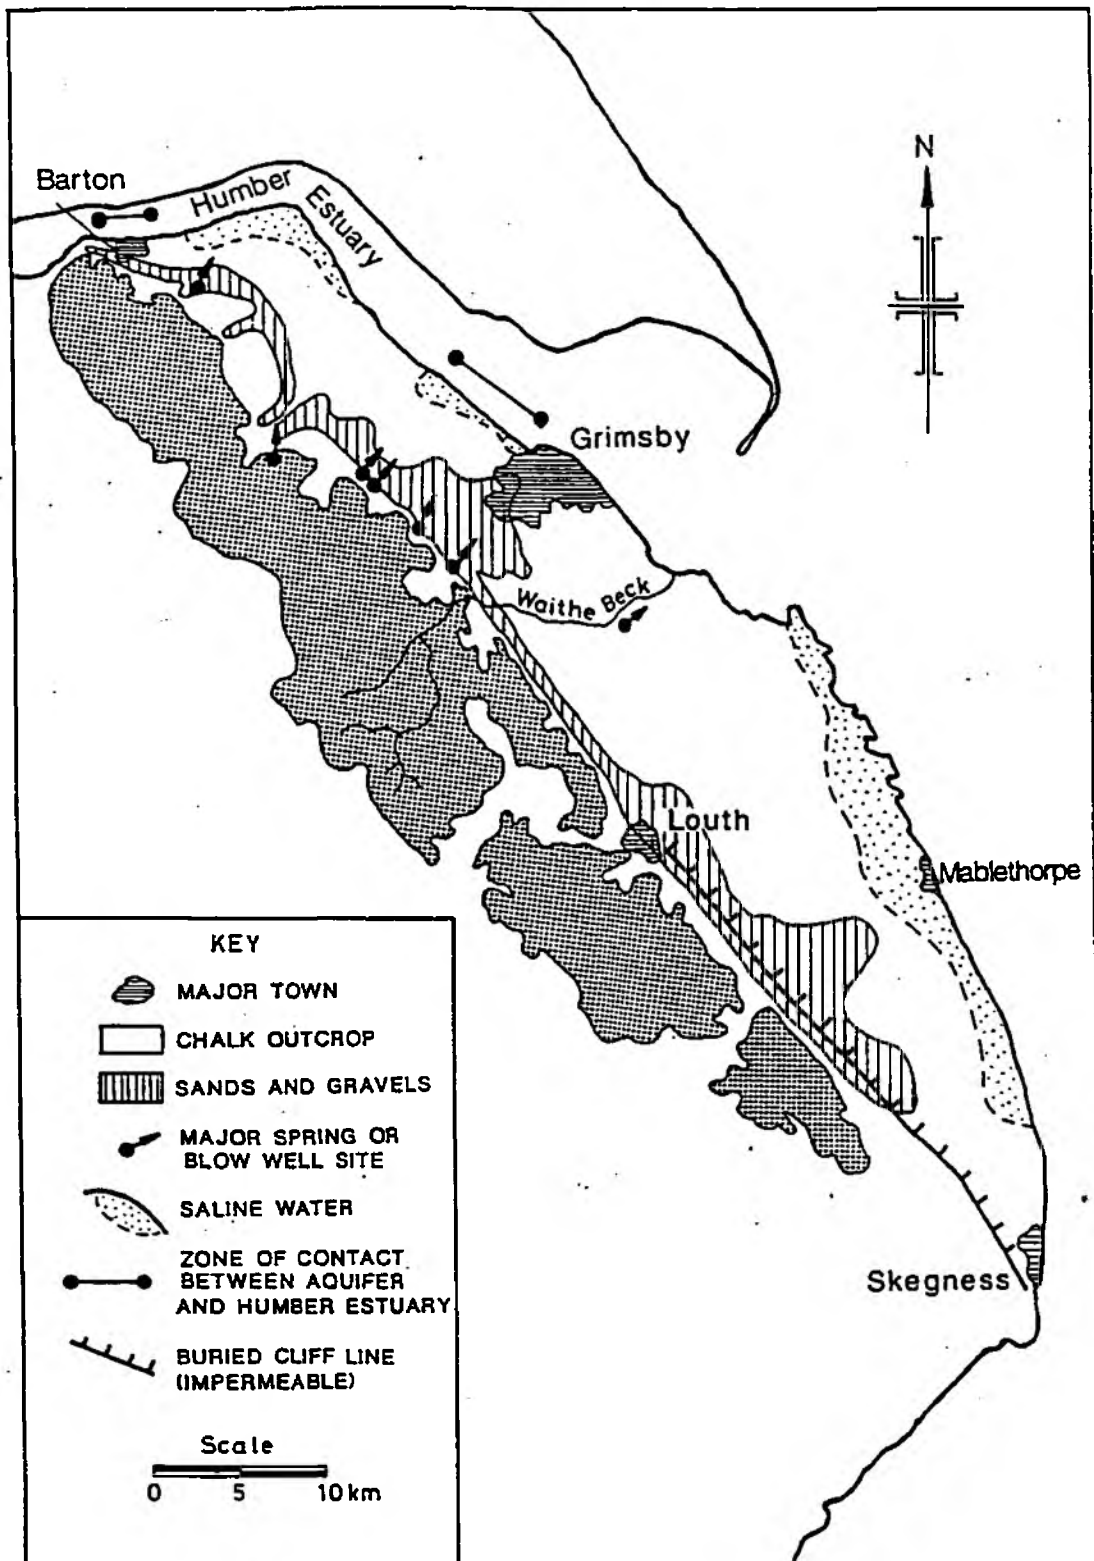 N
Barton
Humber
Estuary
Grimsby
Waithe Beck
Louth
Mablethorpe
Skegness
KEY
MAJOR TOWN
CHALK OUTCROP
SANDS AND GRAVELS
MAJOR SPRING OR
BLOW WELL SITE
SALINE WATER
ZONE OF CONTACT
BETWEEN AQUIFER
AND HUMBER ESTUARY
BURIED CLIFF LINE
(IMPERMEABLE)
Scale
0 5 10km